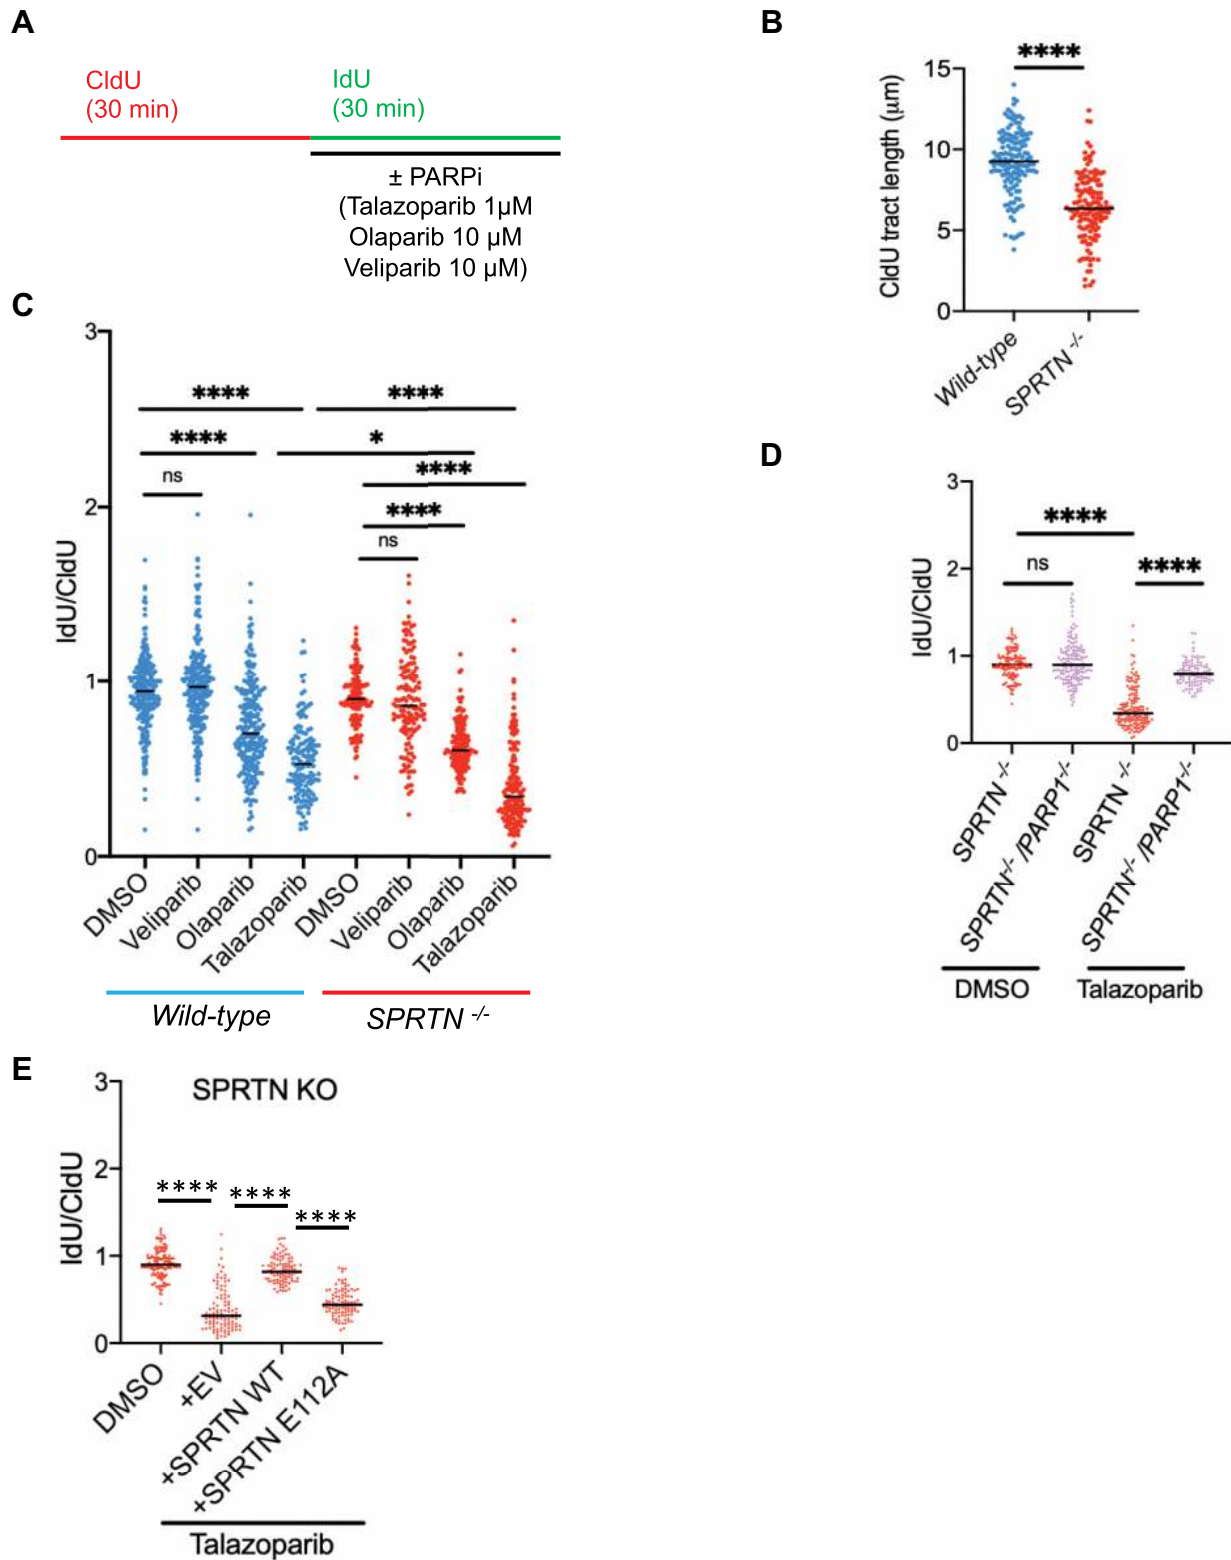 A
CldU
(30 min)
IdU
(30 min)
± PARPi
(Talazoparib 1µM
Olaparib 10 µM
Veliparib 10 µM)
B
****
15
10
5
0
CldU tract length (µm)
Wild-type
SPRTN -/-
C
3
2
1
0
IdU/CldU
****
****
****
*
****
ns
****
ns
DMSO
Veliparib
Olaparib
Talazoparib
DMSO
Veliparib
Olaparib
Talazoparib
Wild-type
SPRTN -/-
D
3
2
1
0
IdU/CldU
****
ns
****
SPRTN -/-
SPRTN-/- /PARP1-/-
SPRTN -/-
SPRTN-/- /PARP1-/-
DMSO
Talazoparib
E
SPRTN KO
3
2
1
0
IdU/CldU
****
****
****
DMSO
+EV
+SPRTN WT
+SPRTN E112A
Talazoparib